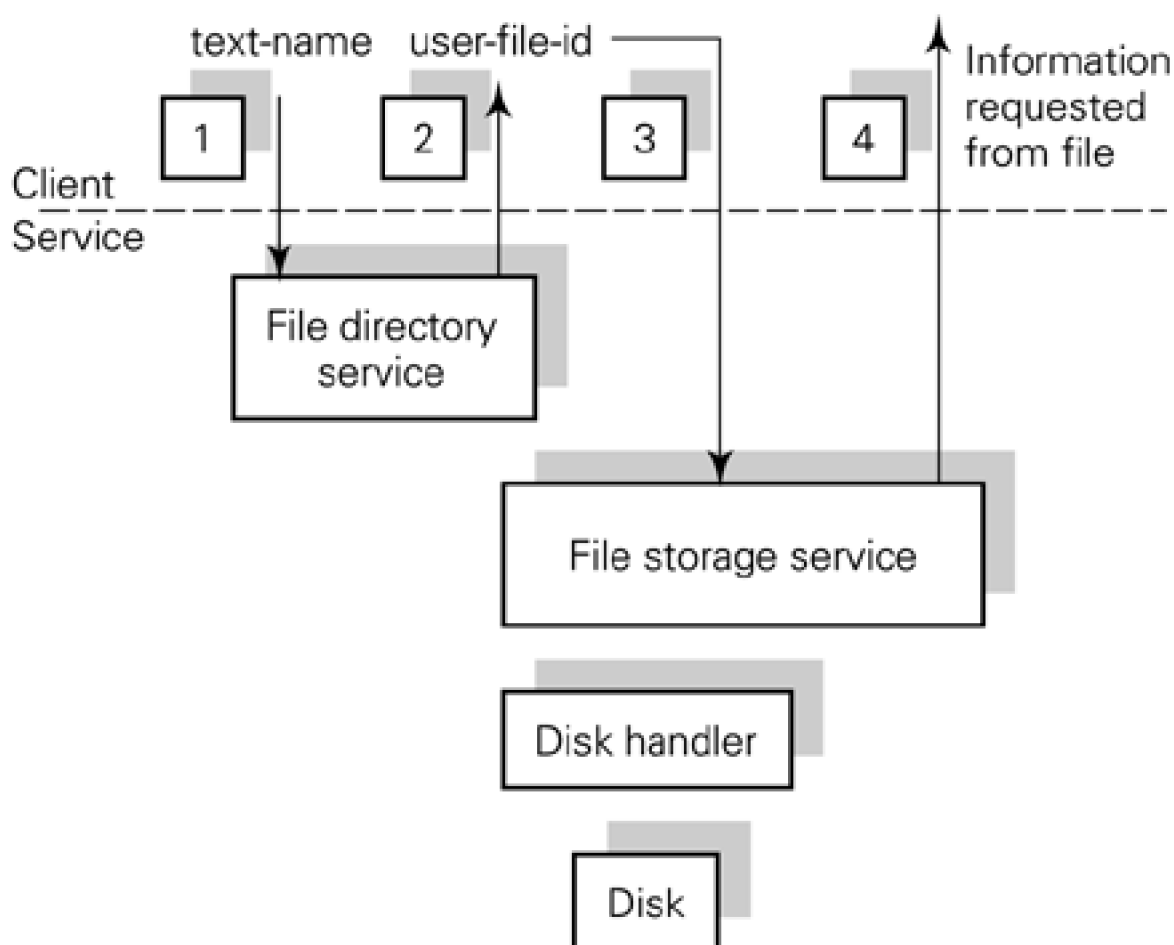 text-name
user-file-id
Information
requested
from file
1
2
3
4
Client
Service
File directory
service
File storage service
Disk handler
Disk